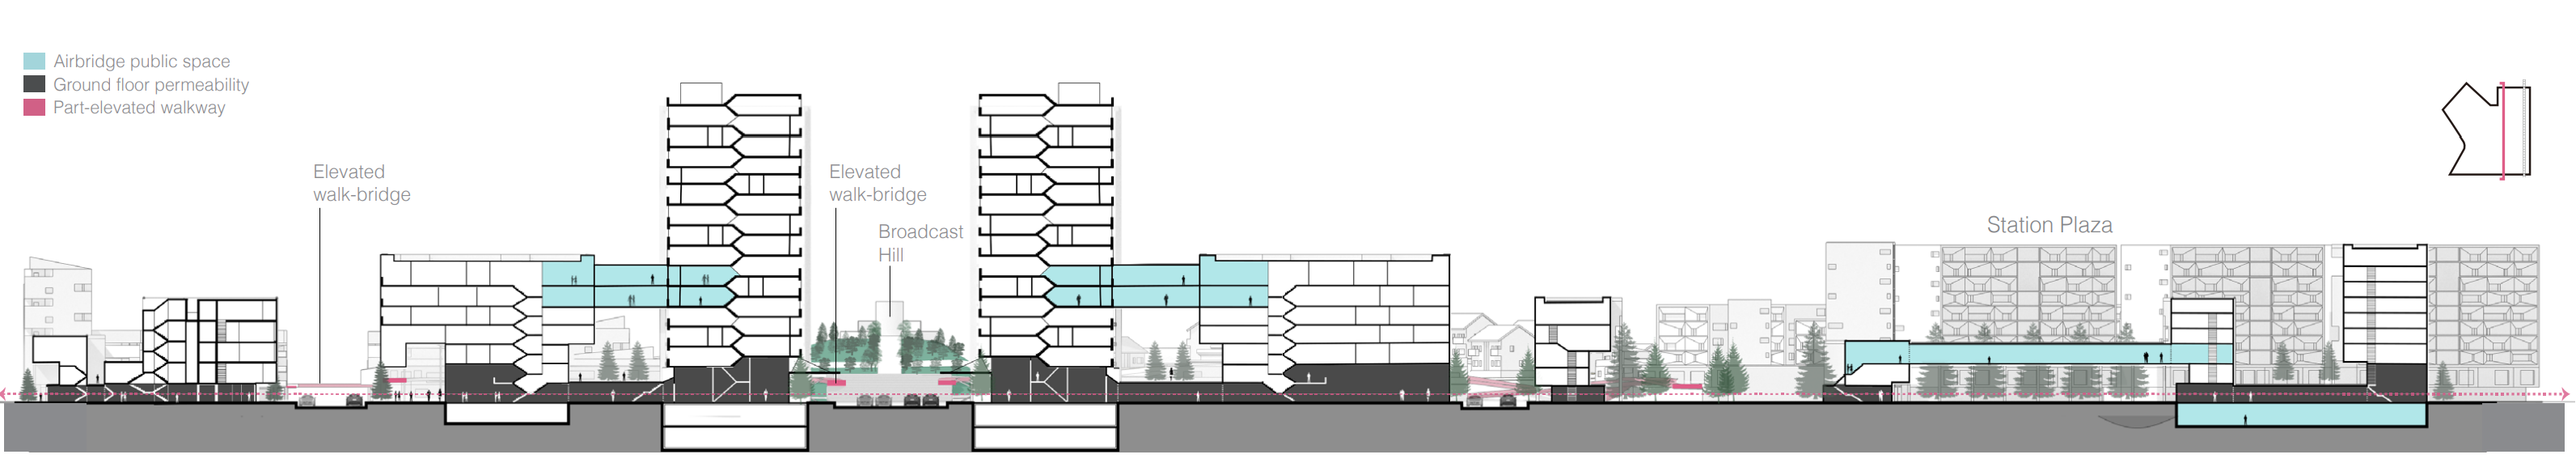 Airbridge public space
Ground floor permeability
Part-elevated walkway
Elevated
walk-bridge
Elevated
walk-bridge
Broadcast
Hill
Station Plaza